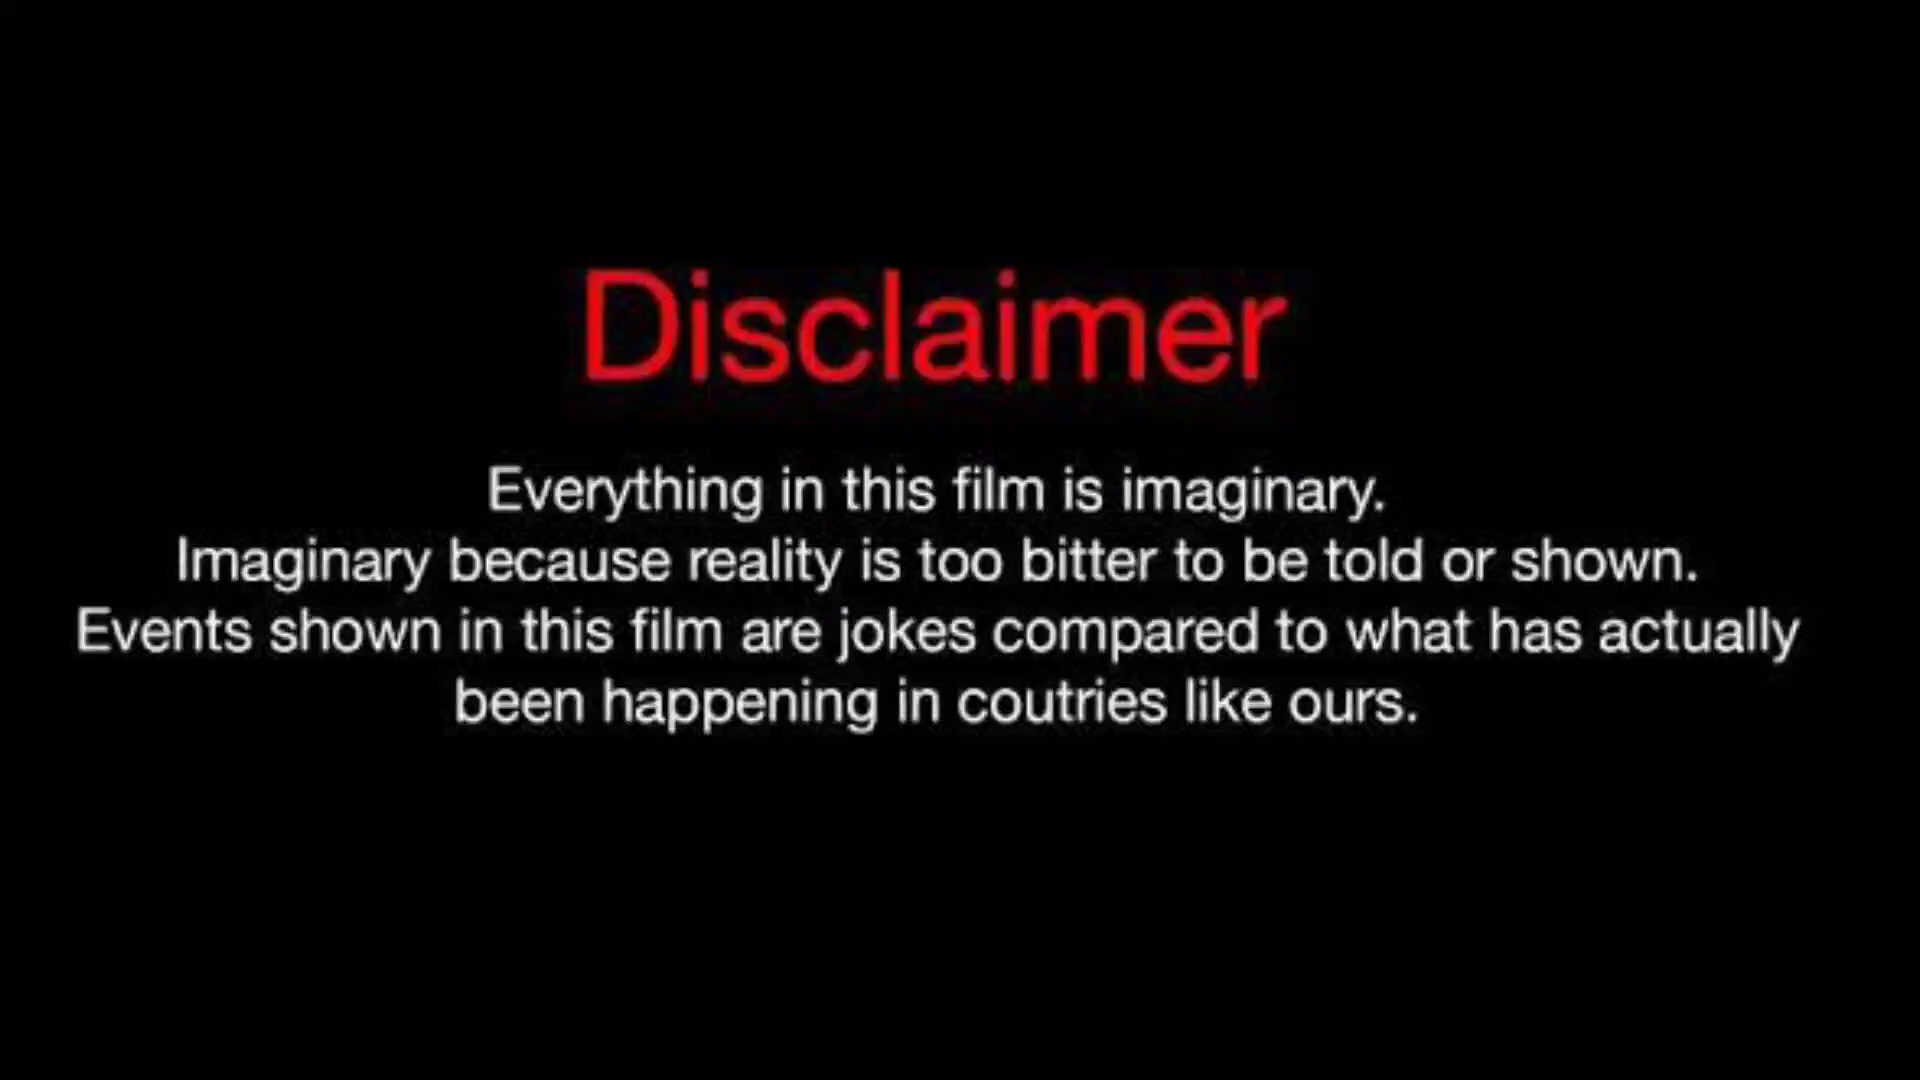 Disclaimer
Everything in this film is imaginary.
Imaginary because reality is too bitter to be told or shown.
Events shown in this film are jokes compared to what has actually
been happening in coutries like ours.